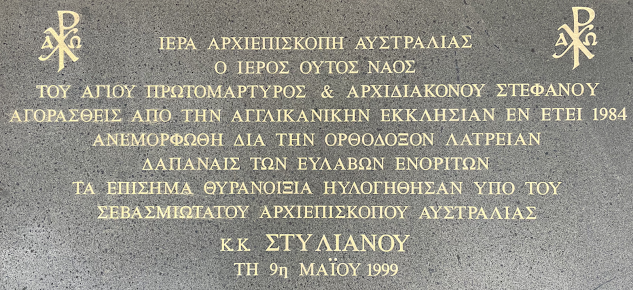 ΙΕΡΑ ΑΡΧΙΕΠΙΣΚΟΠΗ ΑΥΣΤΡΑΛΙΑΣ
Ο ΙΕΡΟΣ ΟΥΤΟΣ ΝΑΟΣ
ΤΟΥ ΑΓΙΟΥ ΠΡΩΤΟΜΑΡΤΥΡΟΣ & ΑΡΧΙΔΙΑΚΟΝΟΥ ΣΤΕΦΑΝΟΥ
ΑΓΟΡΑΣΘΕΙΣ ΑΠΟ ΤΗΝ ΑΓΓΛΙΚΑΝΙΚΗΝ ΕΚΚΛΗΣΙΑΝ ΕΝ ΕΤΕΙ 1984
ΑΝΕΜΟΡΦΩΘΗ ΔΙΑ ΤΗΝ ΟΡΘΟΔΟΞΟΝ ΛΑΤΡΕΙΑΝ
ΔΑΠΑΝΑΙΣ ΤΩΝ ΕΥΛΑΒΩΝ ΕΝΟΡΙΤΩΝ
ΤΑ ΕΠΙΣΗΜΑ ΘΥΡΑΝΟΙΞΙΑ ΗΥΛΟΓΗΘΗΣΑΝ ΥΠΟ ΤΟΥ
ΣΕΒΑΣΜΙΩΤΑΤΟΥ ΑΡΧΙΕΠΙΣΚΟΠΟΥ ΑΥΣΤΡΑΛΙΑΣ
Κ.Κ. ΣΤΥΛΙΑΝΟΥ
ΤΗ 9η ΜΑΪΟΥ 1999